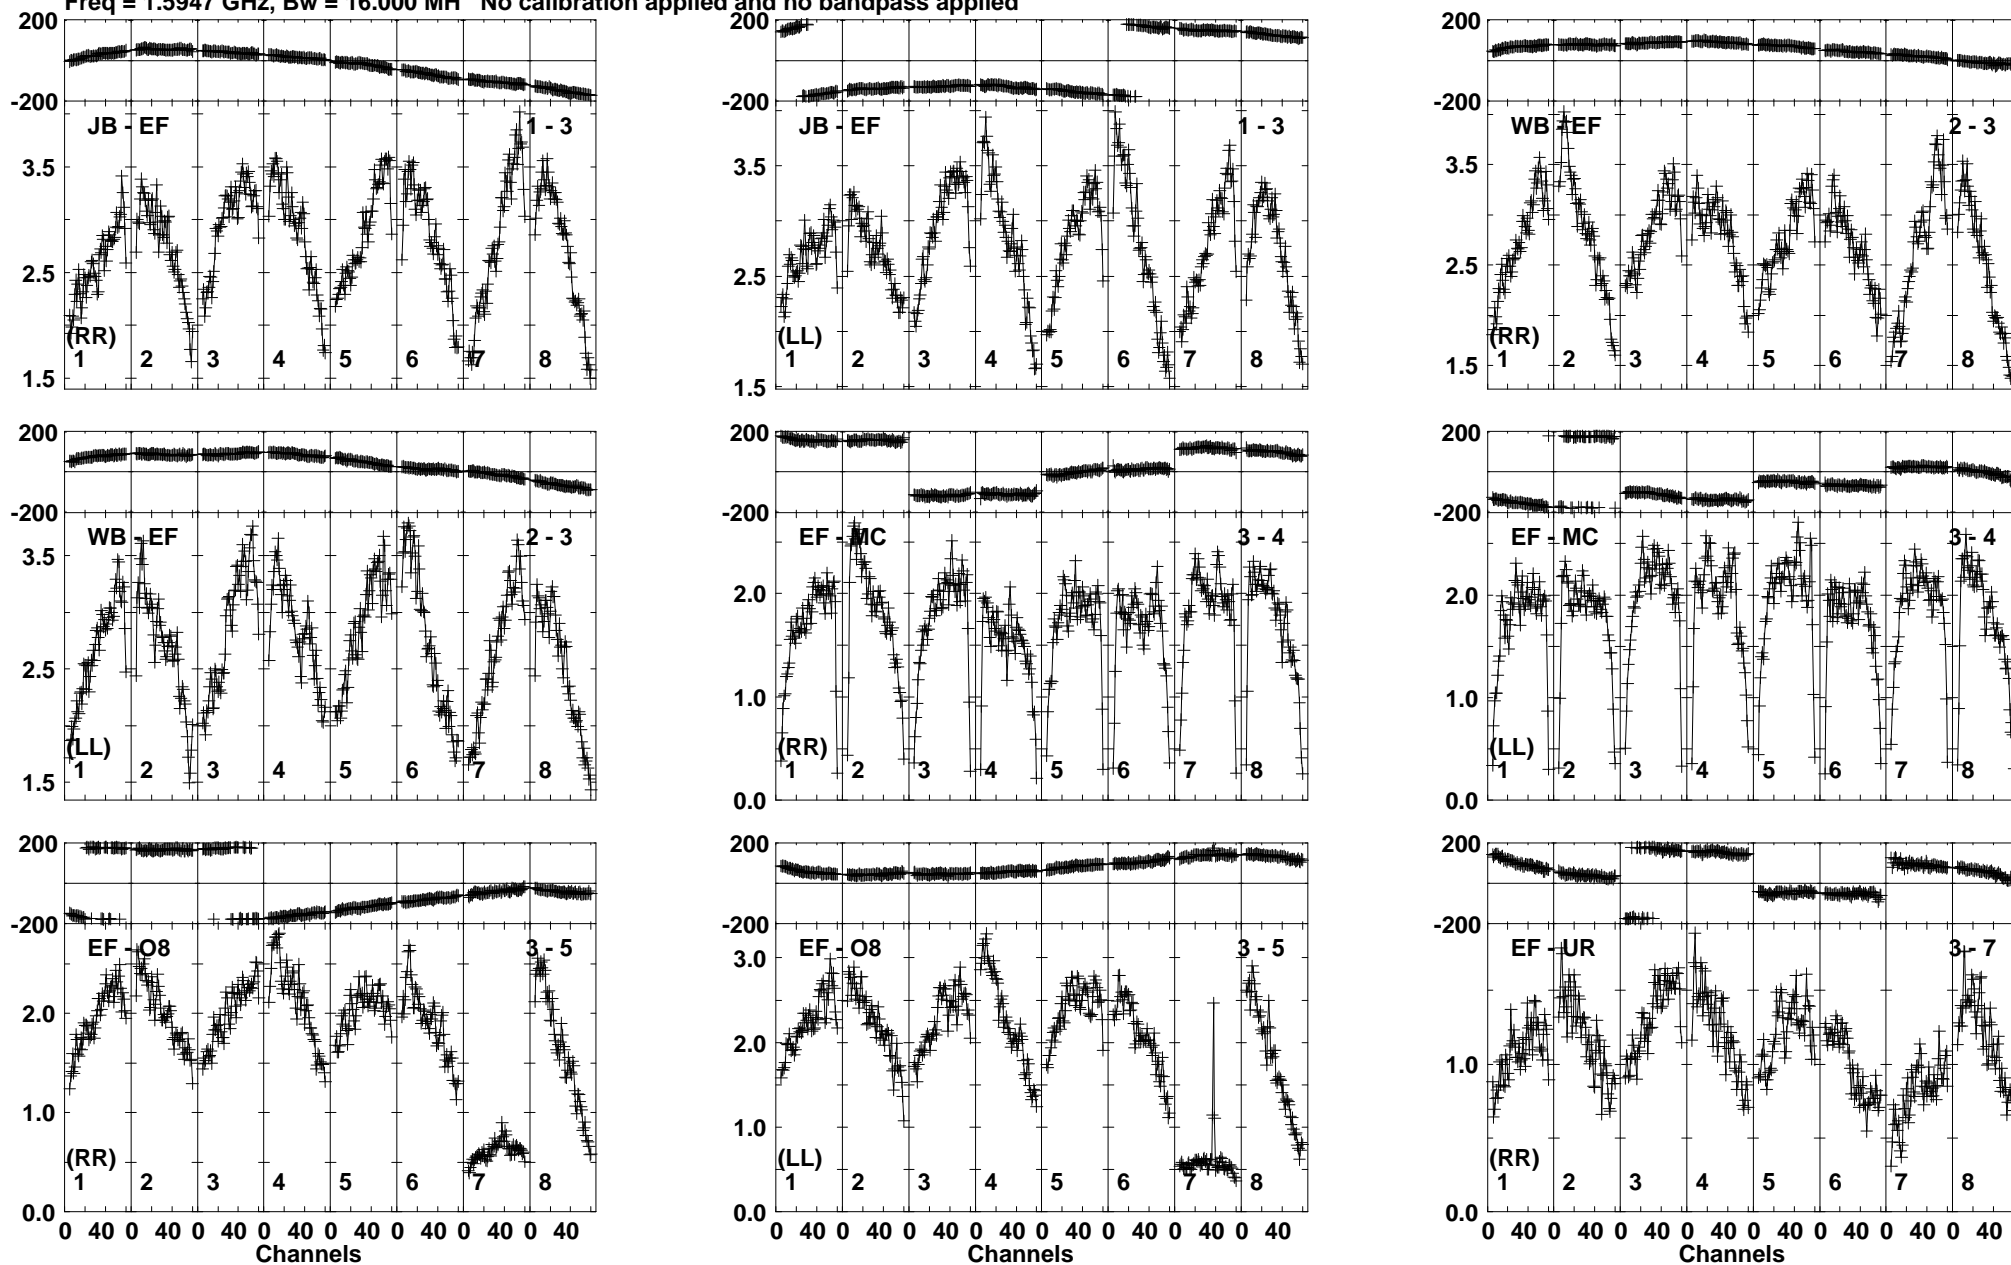 Freq = 1.5947 GHz, Bw = 16.000 MH No calibration applied and no bandpass applied
200 200 200
-200 -200 -200
JB - EF 1 - 3 JB - EF 1 - 3 WB - EF 2 - 3
3.5 3.5 3.5
2.5 2.5 2.5
(RR) (LL) (RR)
1 2 3 4 5 6 7 8 1 2 3 4 5 6 7 8 1 2 3 4 5 6 7 8
1.5 1.5 1.5
200 200 200
-200 -200 -200
WB - EF 2 - 3 EF - MC 3 - 4 EF - MC 3 - 4
3.5 2.0 2.0
2.5 1.0 1.0
(LL) (RR) (LL)
1 2 3 4 5 6 7 8 1 2 3 4 5 6 7 8 1 2 3 4 5 6 7 8
1.5 0.0 0.0
200 200 200
-200 -200 -200
EF - O8 3 - 5 EF - O8 3 - 5 EF - UR 3 - 7
3.0
2.0 2.0
1.0 1.0 1.0
(RR) (LL) (RR)
1 2 3 4 5 6 7 8 1 2 3 4 5 6 7 8 1 2 3 4 5 6 7 8
0.0 0.0 0.0
0 40 0 40 0 40 0 40 0 40 0 40 0 40 0 40 0 40 0 40 0 40 0 40 0 40 0 40 0 40 0 40 0 40 0 40 0 40 0 40 0 40 0 40 0 40 0 40
Channels Channels Channels